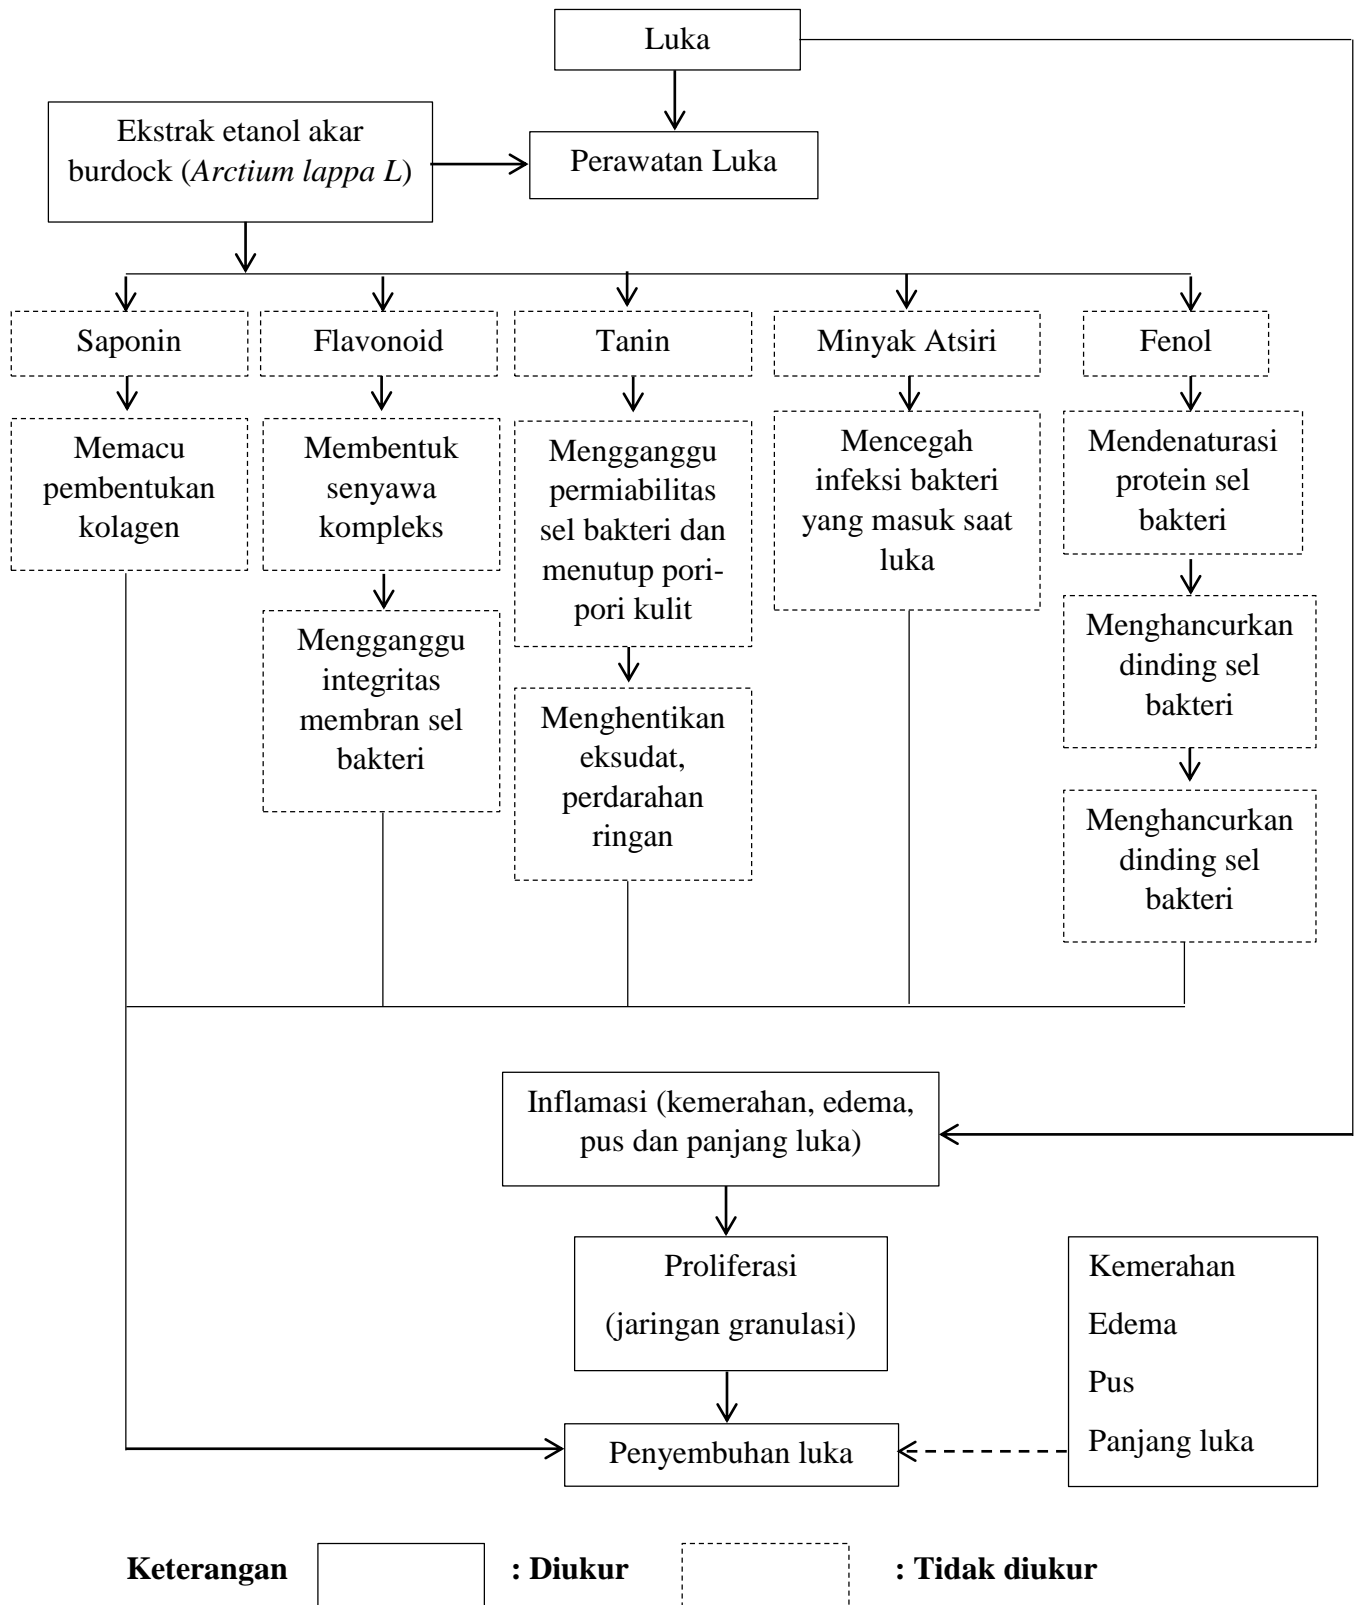 Luka
Ekstrak etanol akar
burdock (Arctium lappa L)
Perawatan Luka
Saponin
Flavonoid
Tanin
Minyak Atsiri
Fenol
Memacu
pembentukan
kolagen
Membentuk
senyawa
kompleks
Mengganggu
permiabilitas
sel bakteri dan
menutup pori-
pori kulit
Mencegah
infeksi bakteri
yang masuk saat
luka
Mendenaturasi
protein sel
bakteri
Mengganggu
integritas
membran sel
bakteri
Menghentikan
eksudat,
perdarahan
ringan
Menghancurkan
dinding sel
bakteri
Menghancurkan
dinding sel
bakteri
Inflamasi (kemerahan, edema,
pus dan panjang luka)
Proliferasi
(jaringan granulasi)
Kemerahan
Edema
Pus
Panjang luka
Penyembuhan luka
Keterangan : Diukur : Tidak diukur